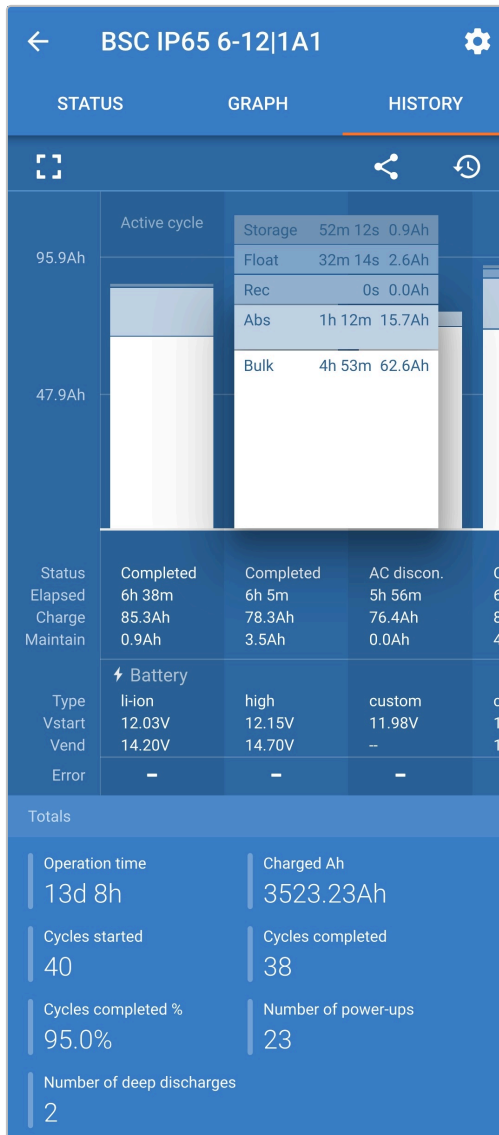 BSC IP65 6-12|1A1
STATUS GRAPH HISTORY
Active cycle
95.9Ah
47.9Ah
Storage 52m 12s 0.9Ah
Float 32m 14s 2.6Ah
Rec 0s 0.0Ah
Abs 1h 12m 15.7Ah
Bulk 4h 53m 62.6Ah
Status Completed Completed AC discon.
Elapsed 6h 38m 6h 5m 5h 56m 6
Charge 85.3Ah 78.3Ah 76.4Ah 8
Maintain 0.9Ah 3.5Ah 0.0Ah 4
Battery
Type li-ion high custom
Vstart 12.03V 12.15V 11.98V 1
Vend 14.20V 14.70V -- 1
Error – – –
Totals
Operation time Charged Ah
13d 8h 3523.23Ah
Cycles started Cycles completed
40 38
Cycles completed % Number of power-ups
95.0% 23
Number of deep discharges
2